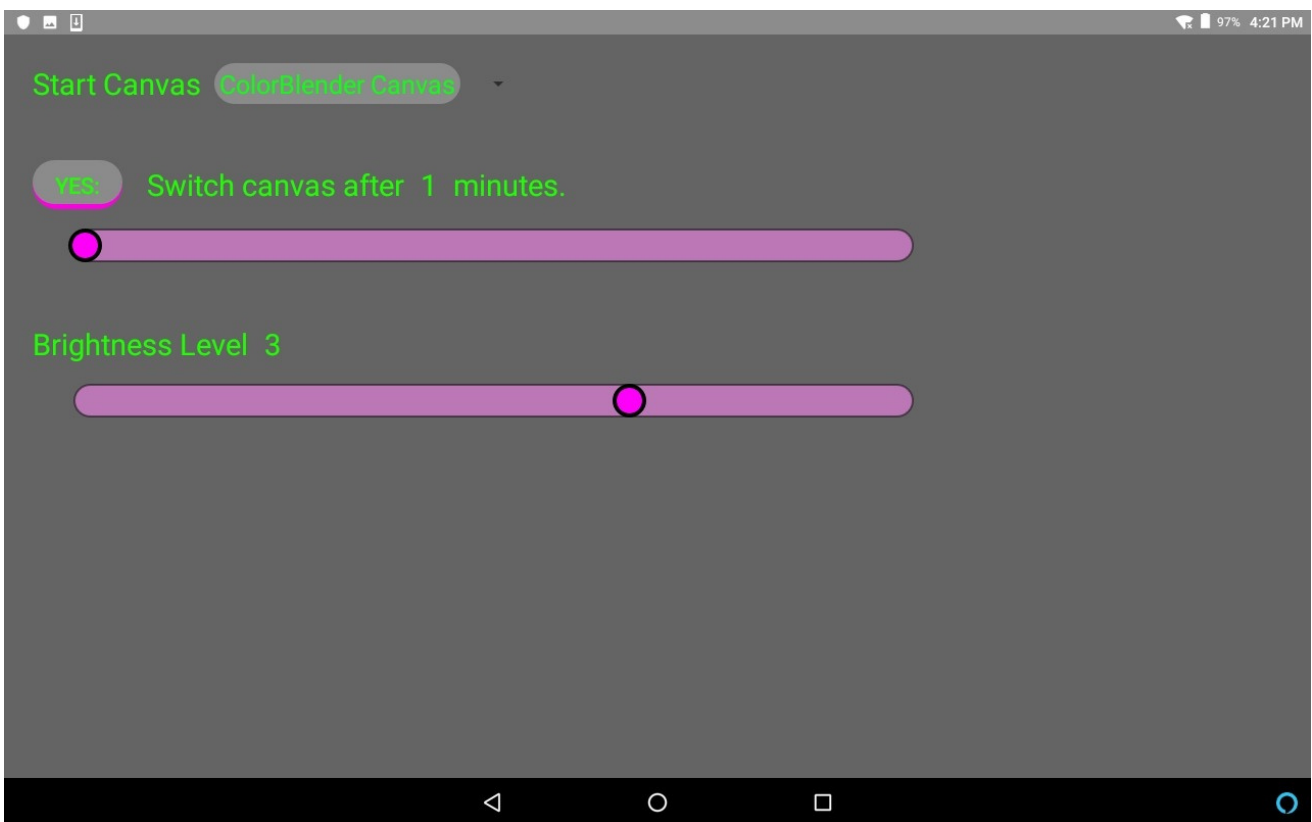 97% 4:21 PM
Start Canvas ColorBlender Canvas
YES: Switch canvas after 1 minutes.
Brightness Level 3